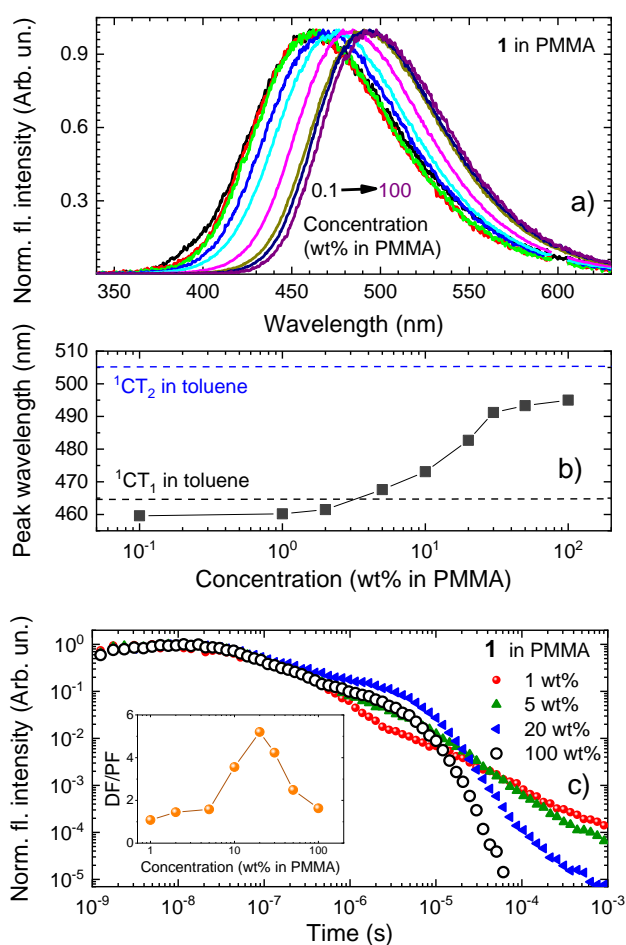 Norm. fl. intensity (Arb. un.)
0.9
0.6
0.3
1 in PMMA
0.1 100
Concentration
(wt% in PMMA)
a)
350 400 450 500 550 600
Wavelength (nm)
Peak wavelength (nm)
510
500
490
480
470
460
¹CT₂ in toluene
¹CT₁ in toluene
b)
10⁻¹ 10⁰ 10¹ 10²
Concentration (wt% in PMMA)
Norm. fl. intensity (Arb. un.)
10⁰
10⁻¹
10⁻²
10⁻³
10⁻⁴
10⁻⁵
1 in PMMA
1 wt%
5 wt%
20 wt%
100 wt%
c)
DF/PF
6
4
2
0
1 10 100
Concentration (wt% in PMMA)
10⁻⁹ 10⁻⁸ 10⁻⁷ 10⁻⁶ 10⁻⁵ 10⁻⁴ 10⁻³
Time (s)